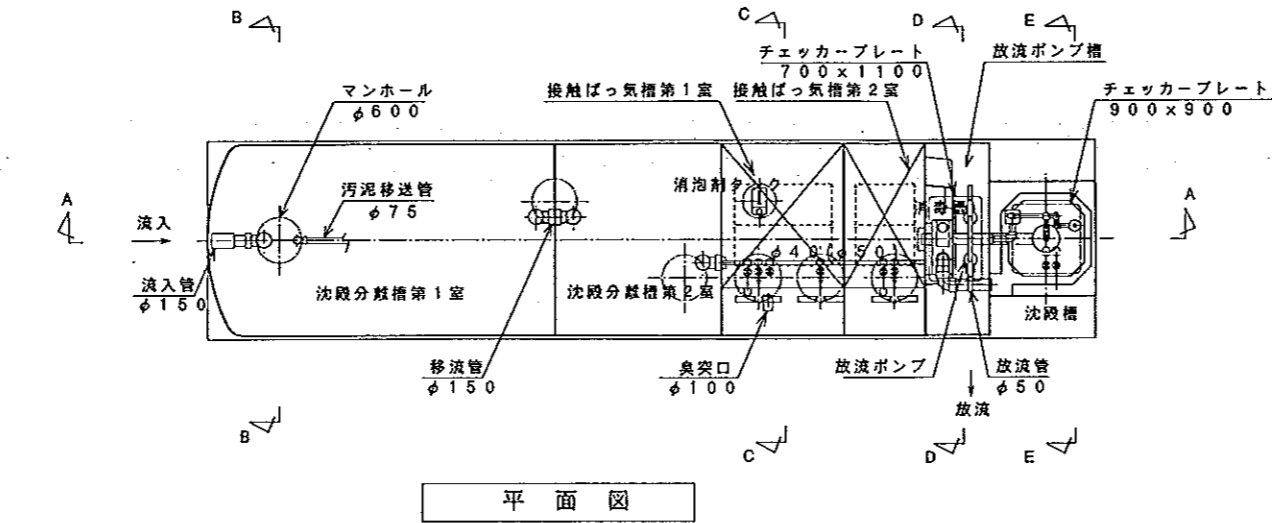 B
C
D
E
チェッカープレート
700×1100
放流ポンプ槽
マンホール
φ600
接触ばっ気槽第1室
接触ばっ気槽第2室
チェッカープレート
900×900
汚泥移送管
φ75
消泡剤タンク
A
流入
A
流入管
φ150
沈殿分離槽第1室
沈殿分離槽第2室
沈殿槽
移流管
φ150
臭突口
φ100
放流ポンプ
放流管
φ50
放流
B
C
D
E
平面図